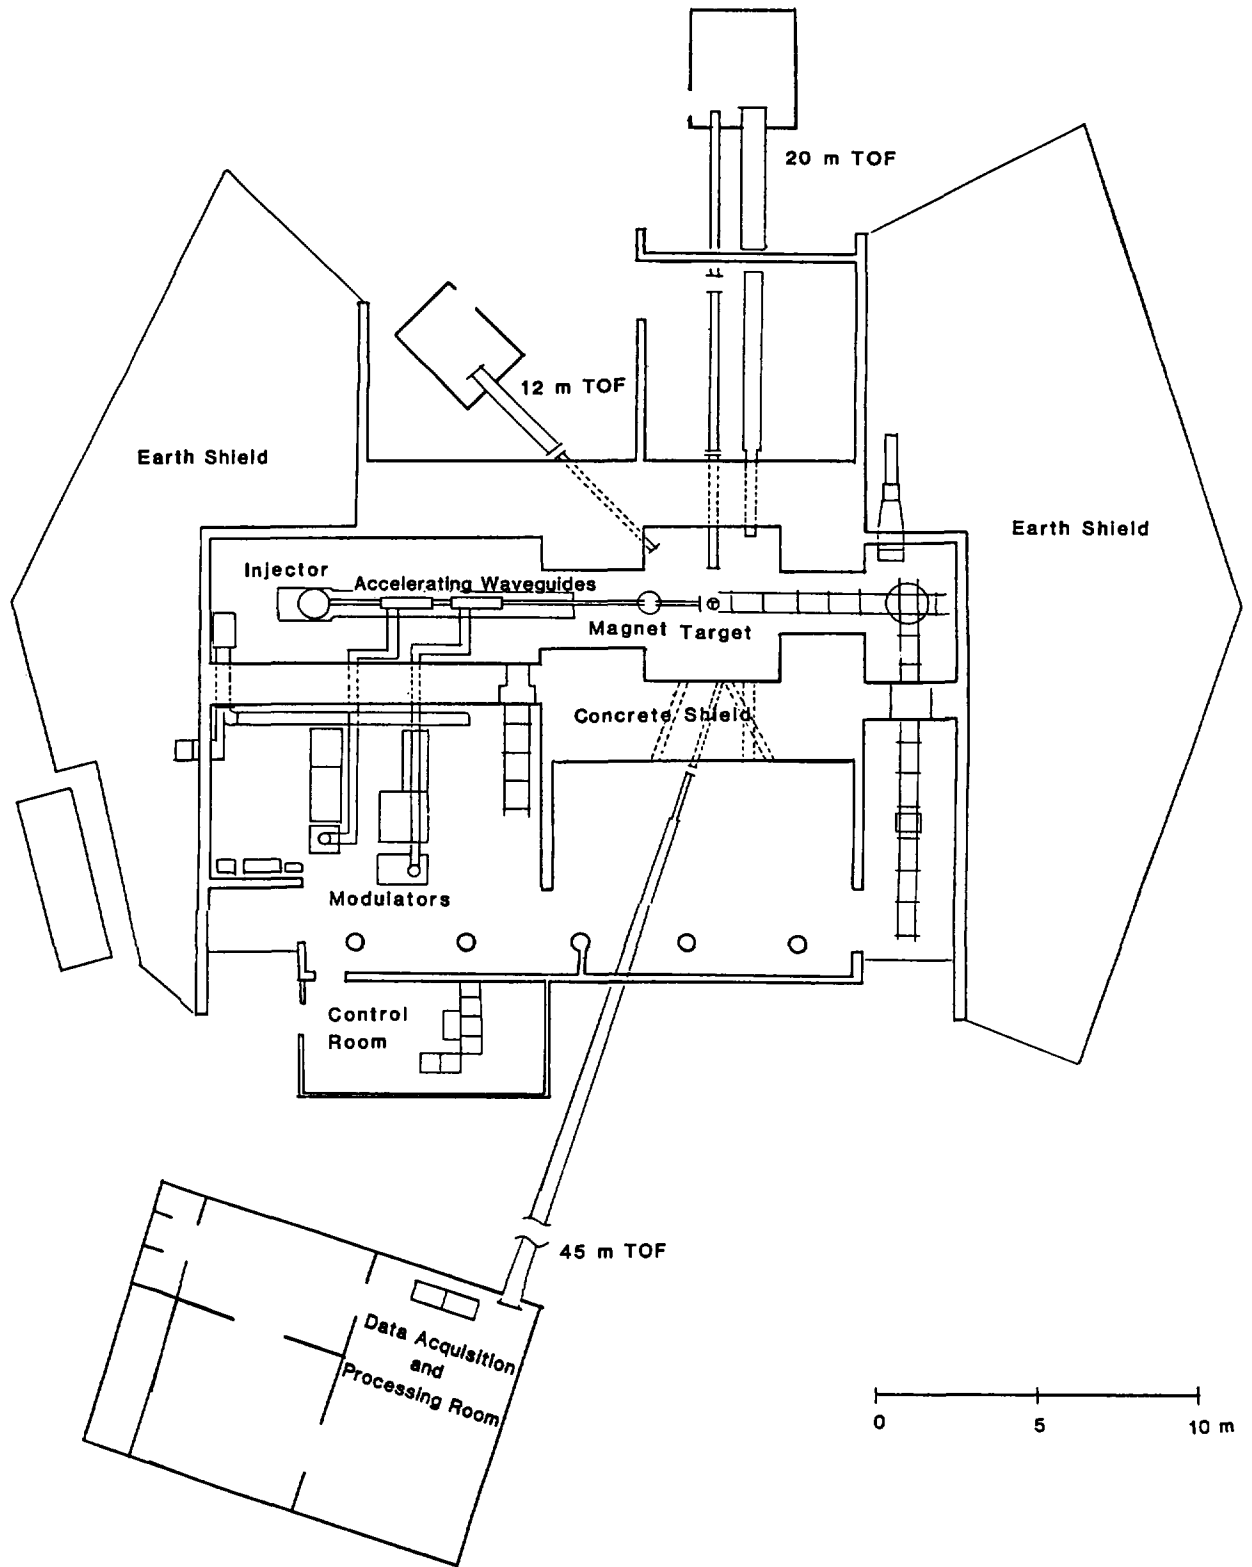 20 m TOF
12 m TOF
Earth Shield
Earth Shield
Injector
Accelerating Waveguides
Magnet Target
Concrete Shield
Modulators
Control
Room
45 m TOF
Data Acquisition
and
Processing Room
0 5 10 m